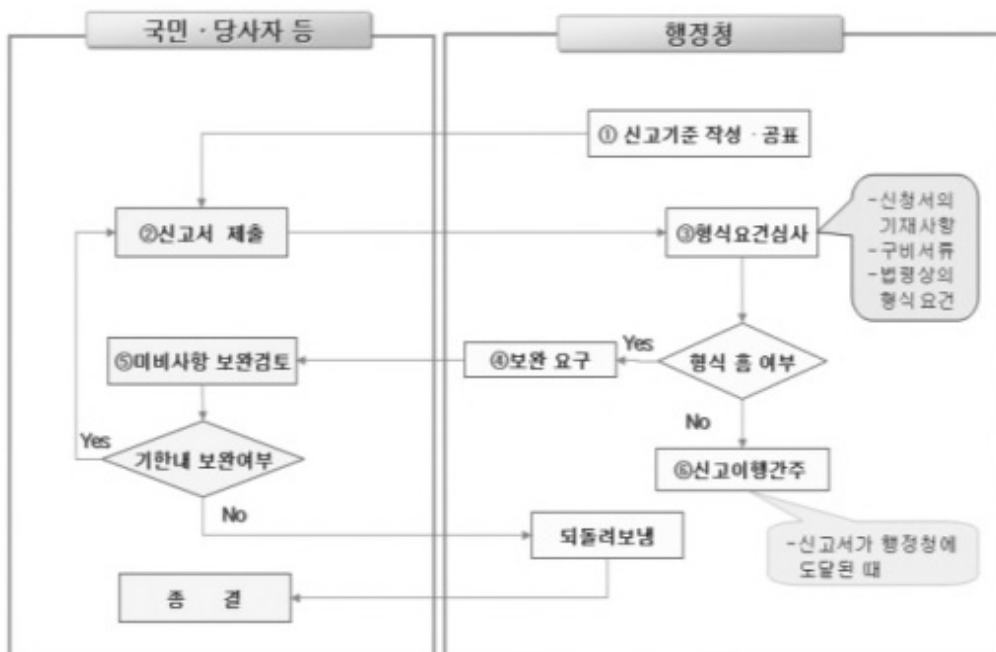 국민 · 당사자 등
행정청
① 신고기준 작성 · 공표
②신고서 제출
③형식요건심사
-신청서의
기재사항
-구비서류
-법령상의
형식요건
⑤미비사항 보완검토
④보완 요구
Yes
형식 흠 여부
Yes
기한내 보완여부
No
⑥신고이행간주
No
되돌려보냄
-신고서가 행정청에
도달된 때
종 결